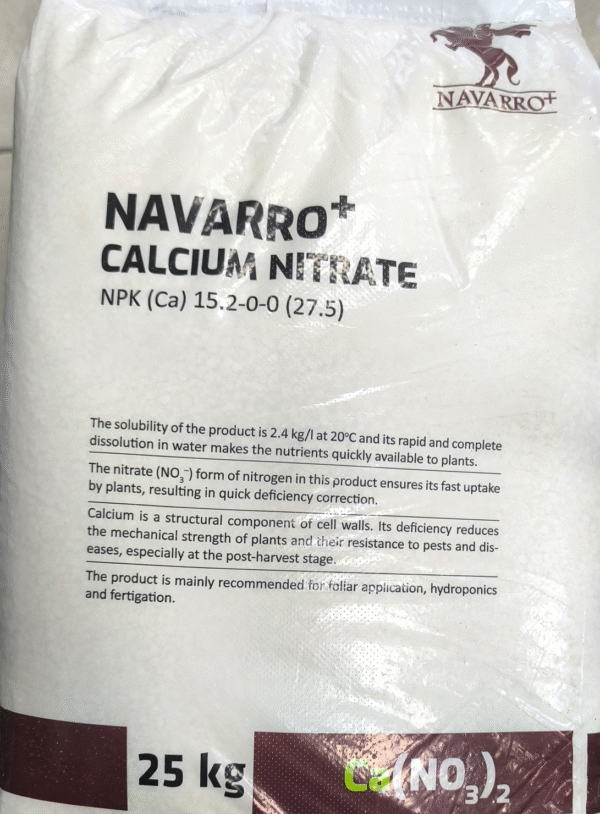 NAVARRO+
NAVARRO+
CALCIUM NITRATE
NPK (Ca) 15.2-0-0 (27.5)
The solubility of the product is 2.4 kg/l at 20°C and its rapid and complete
dissolution in water makes the nutrients quickly available to plants.
The nitrate (NO₃⁻) form of nitrogen in this product ensures its fast uptake
by plants, resulting in quick deficiency correction.
Calcium is a structural component of cell walls. Its deficiency reduces
the mechanical strength of plants and their resistance to pests and dis-
eases, especially at the post-harvest stage.
The product is mainly recommended for foliar application, hydroponics
and fertigation.
25 kg
Ca(NO₃)₂